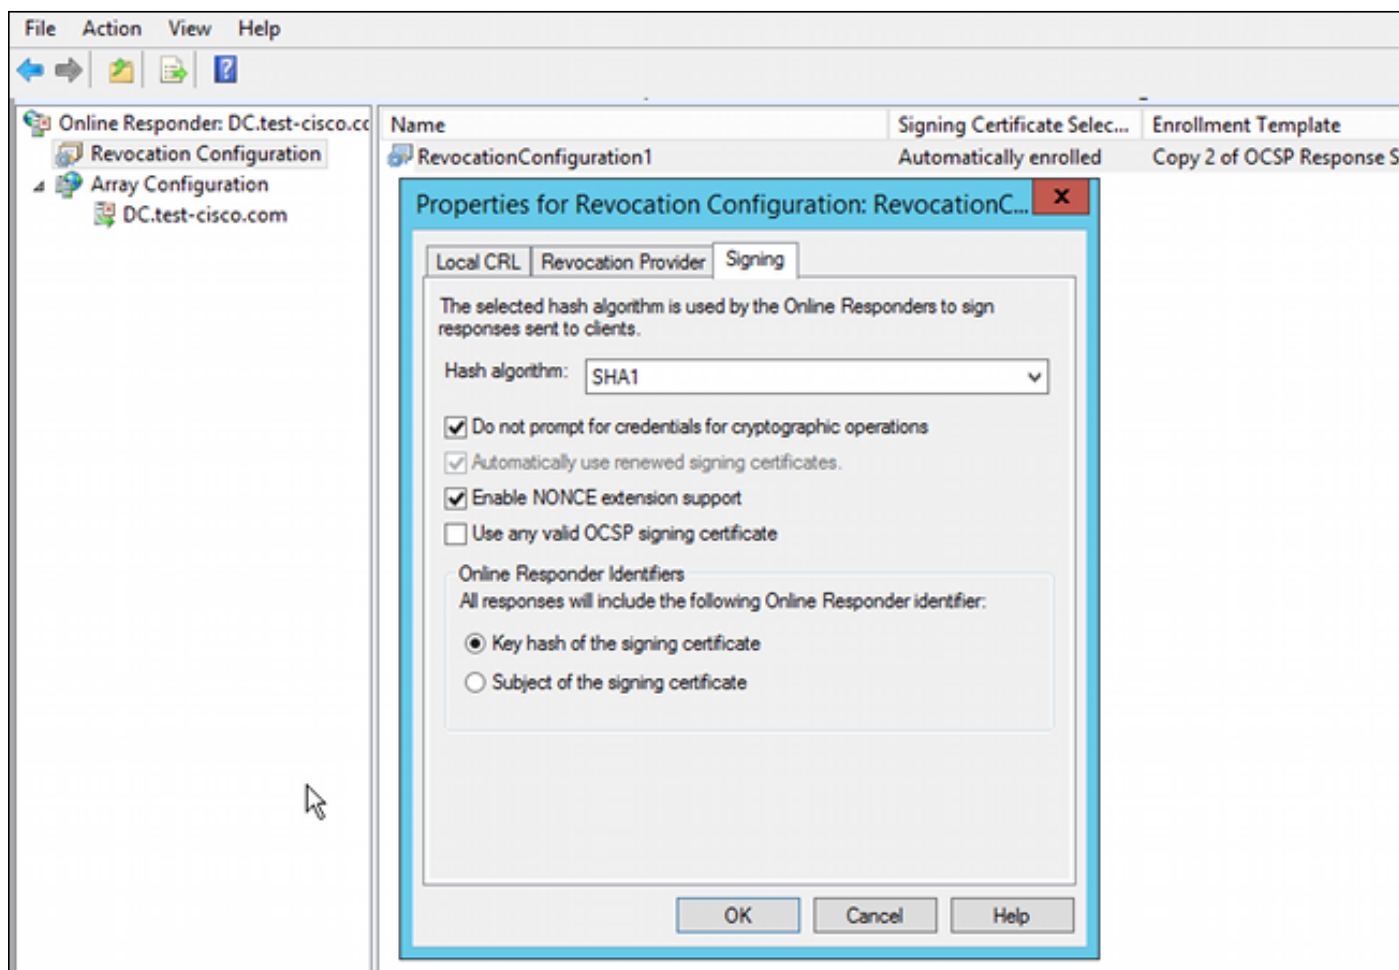 File Action View Help
Online Responder: DC.test-cisco.cc
Revocation Configuration
Array Configuration
DC.test-cisco.com
Name Signing Certificate Selec... Enrollment Template
RevocationConfiguration1 Automatically enrolled Copy 2 of OCSP Response S
Properties for Revocation Configuration: RevocationC... x
Local CRL Revocation Provider Signing
The selected hash algorithm is used by the Online Responders to sign
responses sent to clients.
Hash algorithm: SHA1
Do not prompt for credentials for cryptographic operations
Automatically use renewed signing certificates.
Enable NONCE extension support
Use any valid OCSP signing certificate
Online Responder Identifiers
All responses will include the following Online Responder identifier:
Key hash of the signing certificate
Subject of the signing certificate
OK Cancel Help